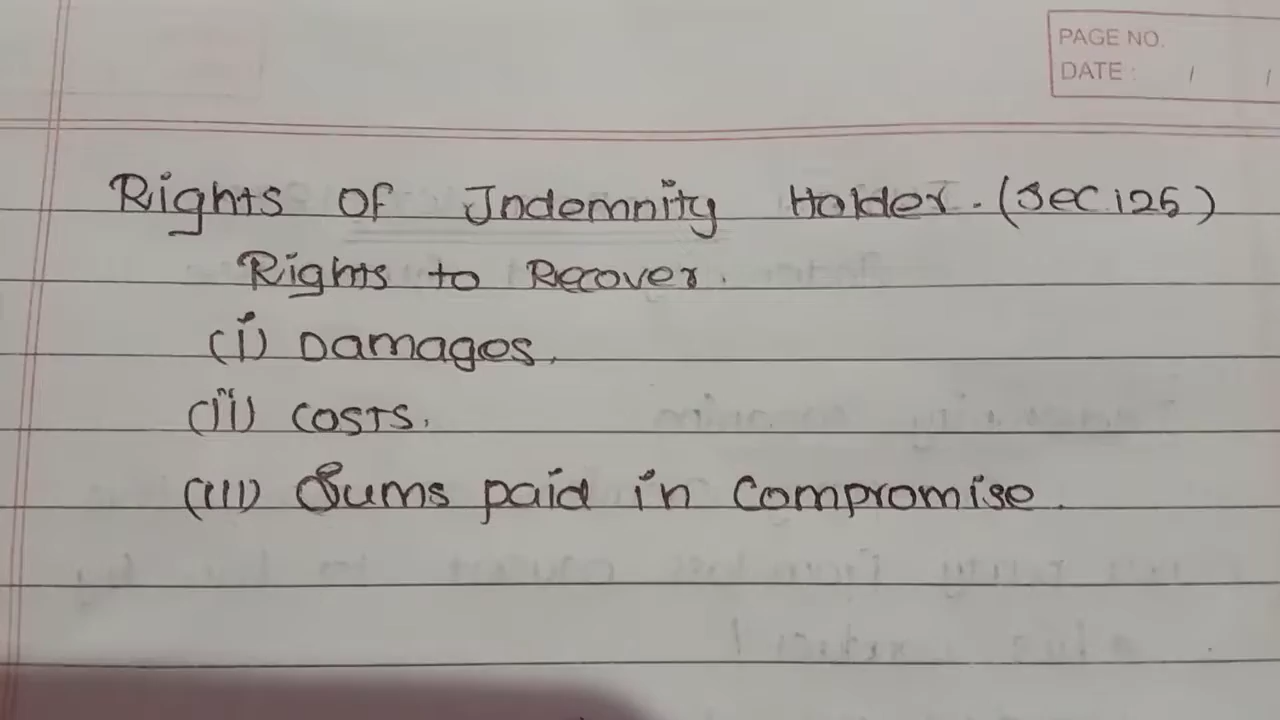 PAGE NO.
DATE : / /
Rights of Indemnity Holder. (Sec.125)
Rights to Recover.
(i) Damages.
(ii) Costs.
(III) Sums paid in Compromise.